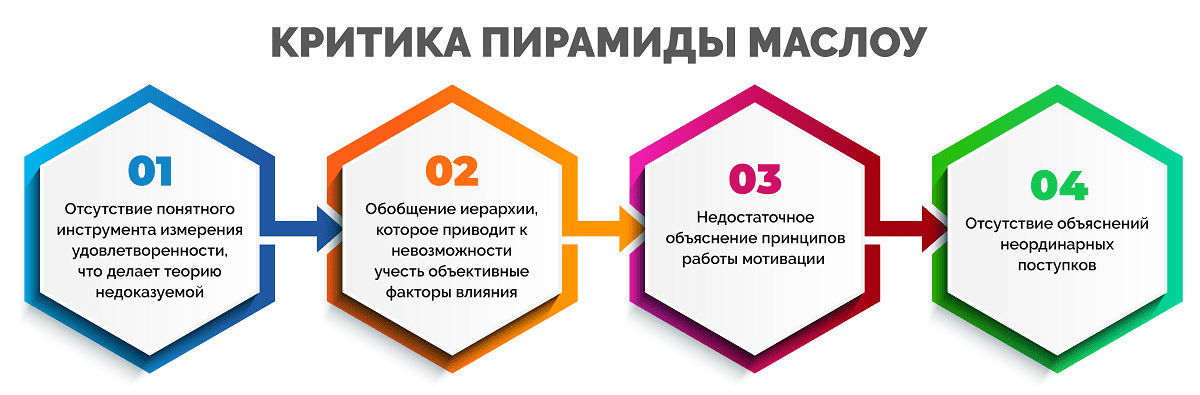 КРИТИКА ПИРАМИДЫ МАСЛОУ
01
Отсутствие понятного
инструмента измерения
удовлетворенности,
что делает теорию
недоказуемой
02
Обобщение иерархии,
которое приводит к
невозможности
учесть объективные
факторы влияния
03
Недостаточное
объяснение принципов
работы мотивации
04
Отсутствие объяснений
неординарных
поступков